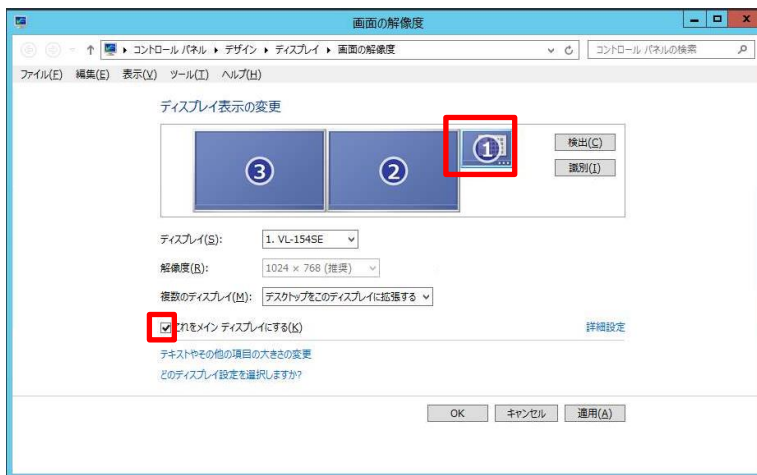 画面の解像度
コントロール パネル ▸ デザイン ▸ ディスプレイ ▸ 画面の解像度
コントロール パネルの検索
ファイル(F) 編集(E) 表示(V) ツール(T) ヘルプ(H)
ディスプレイ表示の変更
3 2 1
検出(C)
識別(I)
ディスプレイ(S): 1. VL-154SE
解像度(R): 1024 × 768 (推奨)
複数のディスプレイ(M): デスクトップをこのディスプレイに拡張する
これをメイン ディスプレイにする(K) 詳細設定
テキストやその他の項目の大きさの変更
どのディスプレイ設定を選択しますか?
OK キャンセル 適用(A)